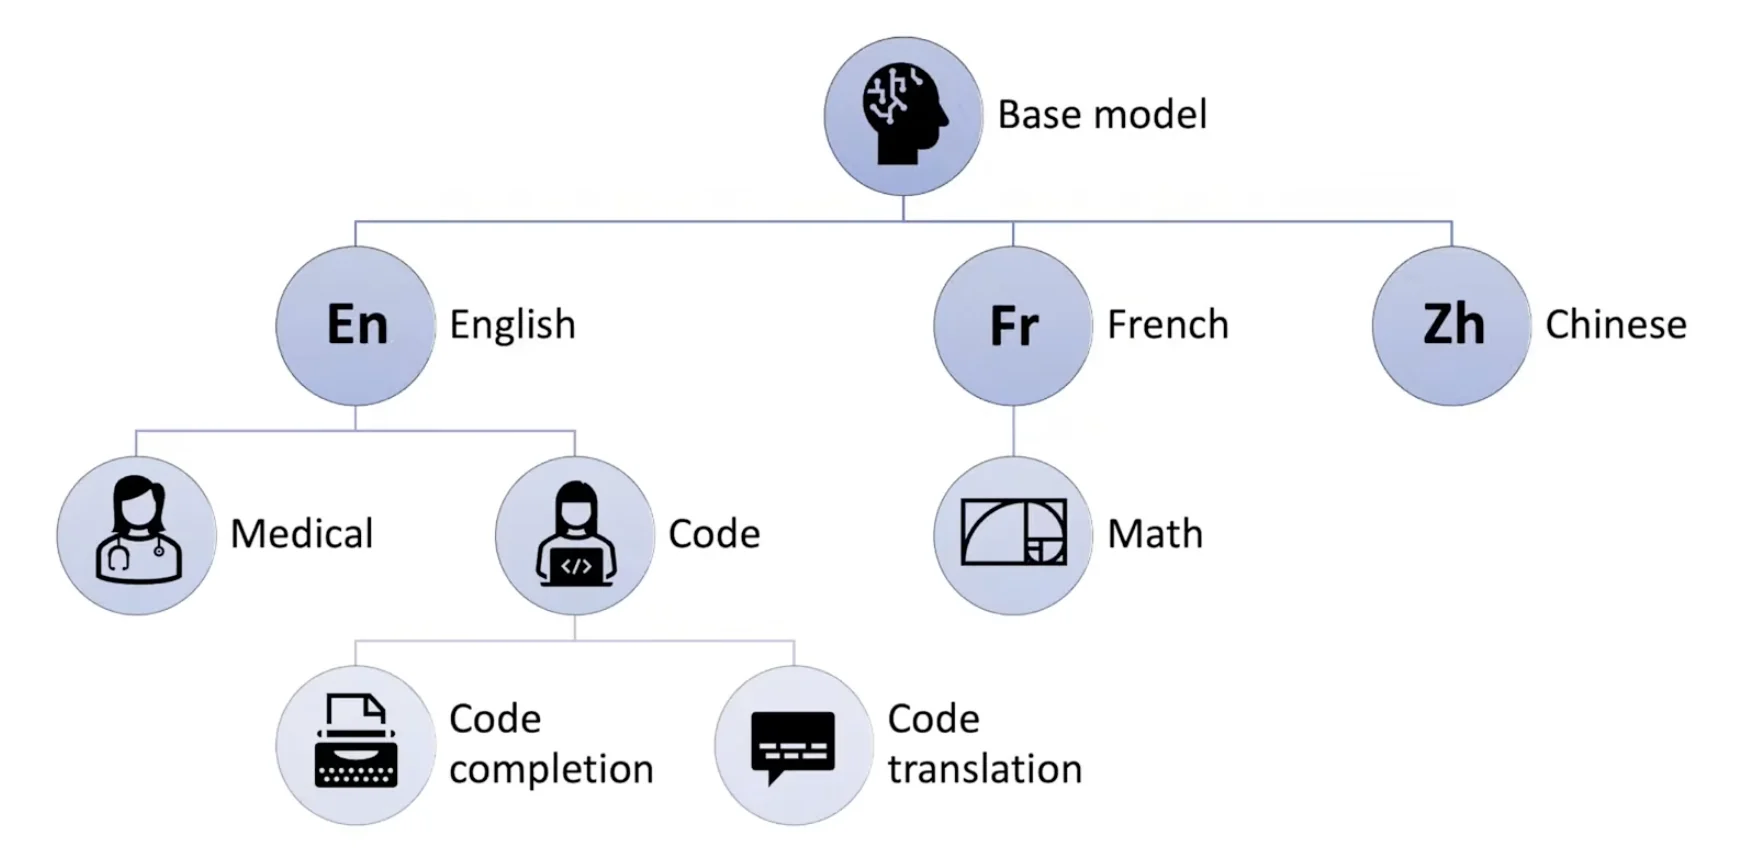 Base model
En
English
Fr
French
Zh
Chinese
Medical
</>
Code
Math
Code
completion
Code
translation